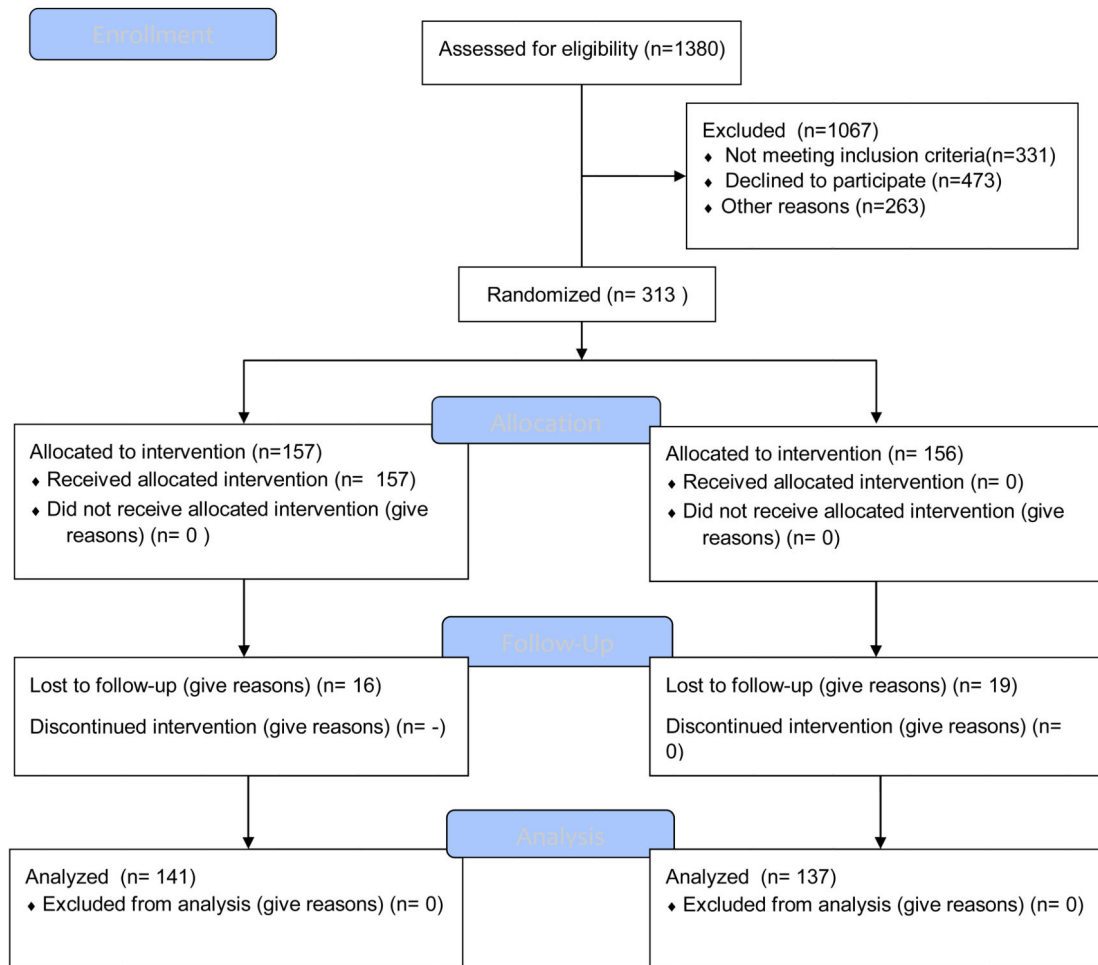 Enrollment
Assessed for eligibility (n=1380)
Excluded (n=1067)
♦ Not meeting inclusion criteria(n=331)
♦ Declined to participate (n=473)
♦ Other reasons (n=263)
Randomized (n= 313 )
Allocation
Allocated to intervention (n=157)
♦ Received allocated intervention (n= 157)
♦ Did not receive allocated intervention (give
reasons) (n= 0 )
Allocated to intervention (n= 156)
♦ Received allocated intervention (n= 0)
♦ Did not receive allocated intervention (give
reasons) (n= 0)
Follow-Up
Lost to follow-up (give reasons) (n= 16)
Discontinued intervention (give reasons) (n= -)
Lost to follow-up (give reasons) (n= 19)
Discontinued intervention (give reasons) (n=
0)
Analysis
Analyzed (n= 141)
♦ Excluded from analysis (give reasons) (n= 0)
Analyzed (n= 137)
♦ Excluded from analysis (give reasons) (n= 0)